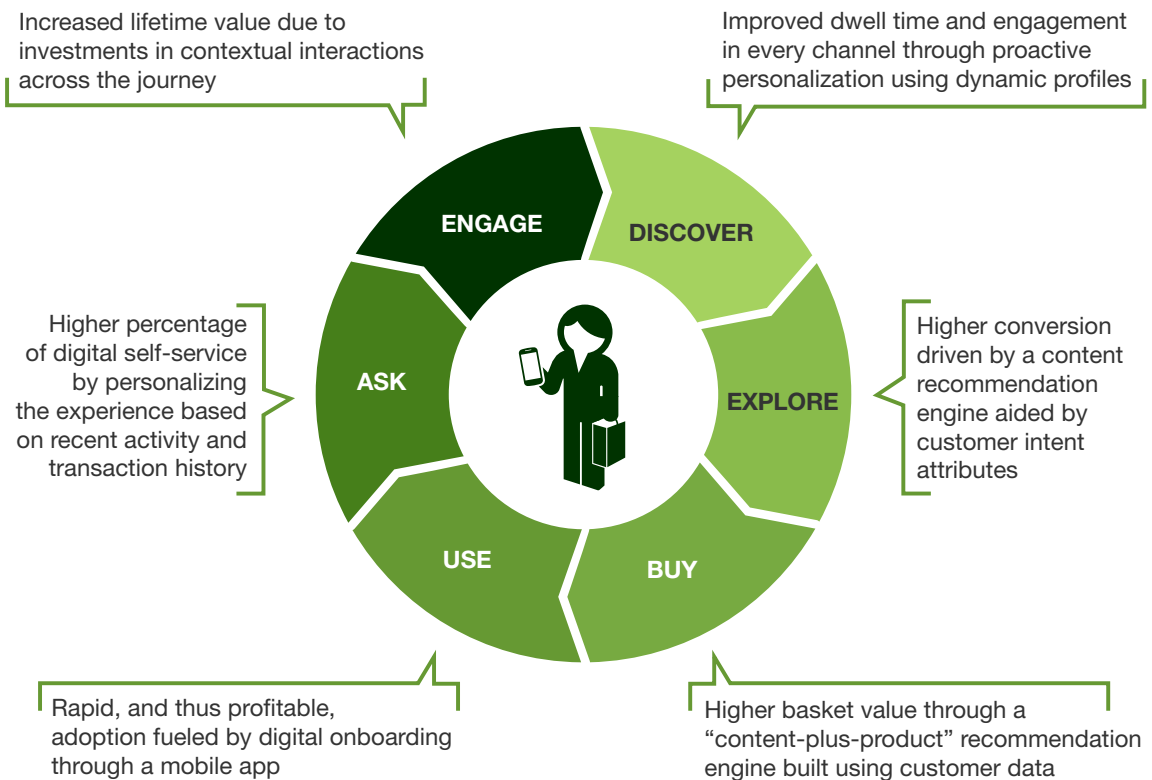 Increased lifetime value due to
investments in contextual interactions
across the journey
Improved dwell time and engagement
in every channel through proactive
personalization using dynamic profiles
ENGAGE
DISCOVER
Higher percentage
of digital self-service
by personalizing
the experience based
on recent activity and
transaction history
ASK
EXPLORE
Higher conversion
driven by a content
recommendation
engine aided by
customer intent
attributes
USE
BUY
Rapid, and thus profitable,
adoption fueled by digital onboarding
through a mobile app
Higher basket value through a
“content-plus-product” recommendation
engine built using customer data